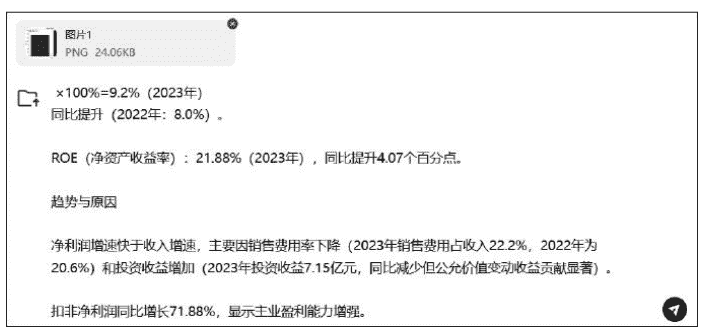 图片1
PNG 24.06KB
×100%=9.2%（2023年）
同比提升（2022年：8.0%）。
ROE（净资产收益率）：21.88%（2023年），同比提升4.07个百分点。
趋势与原因
净利润增速快于收入增速，主要因销售费用率下降（2023年销售费用占收入22.2%，2022年为
20.6%）和投资收益增加（2023年投资收益7.15亿元，同比减少但公允价值变动收益贡献显著）。
扣非净利润同比增长71.88%，显示主业盈利能力增强。